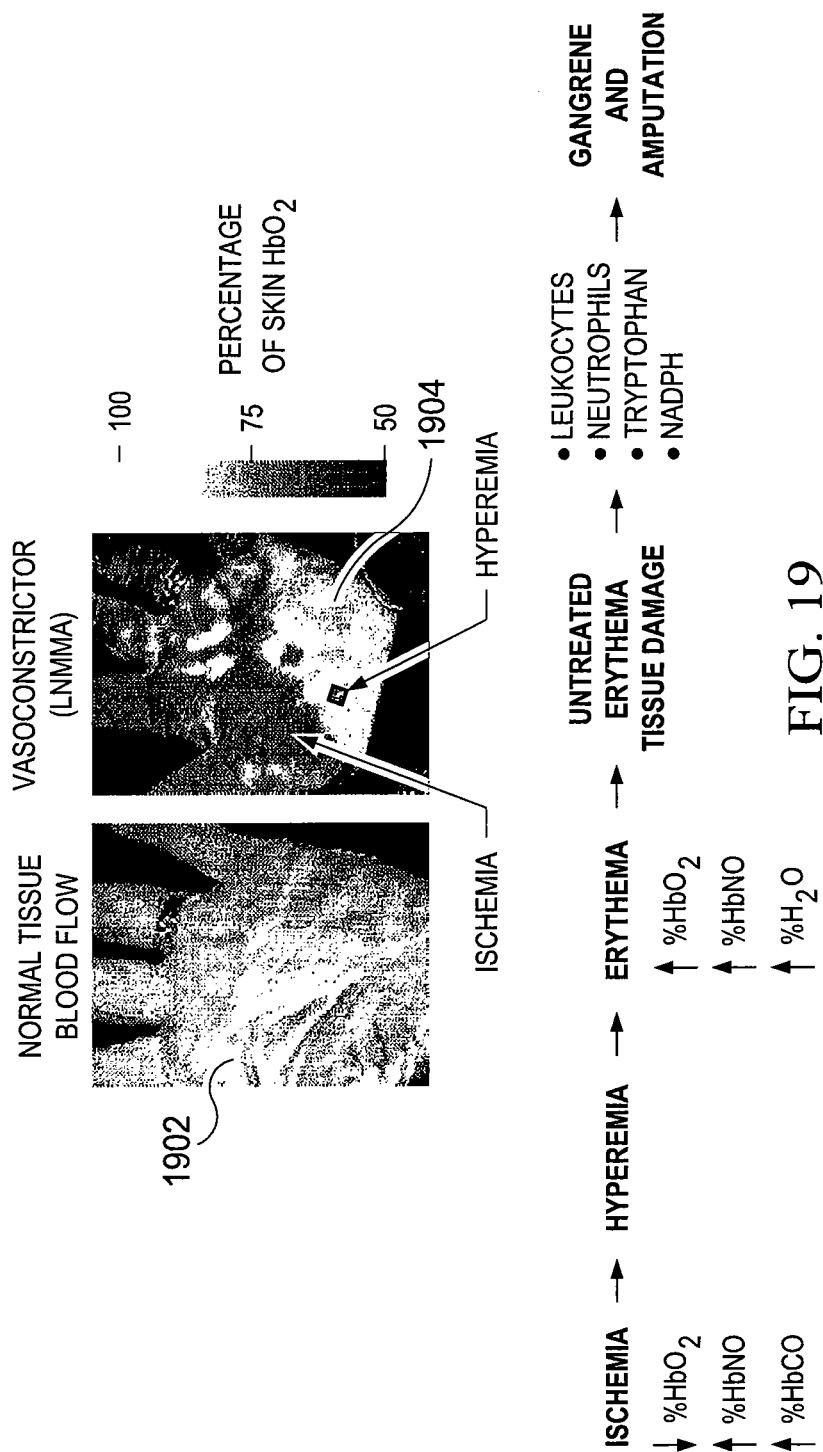 NORMAL TISSUE
BLOOD FLOW
VASOCONSTRICTOR
(LNMMA)
100
75
50
PERCENTAGE
OF SKIN HbO₂
1902
1904
ISCHEMIA
HYPEREMIA
ISCHEMIA → HYPEREMIA → ERYTHEMA → UNTREATED
ERYTHEMA
TISSUE DAMAGE →
↓ %HbO₂
↑ %HbNO
↑ %HbCO
↑ %HbO₂
↑ %HbNO
↑ %H₂O
• LEUKOCYTES
• NEUTROPHILS
• TRYPTOPHAN
• NADPH
→ GANGRENE
AND
AMPUTATION
FIG. 19